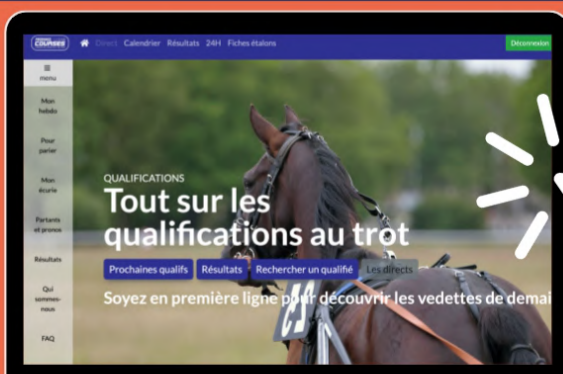 COURSES
Direct Calendrier Résultats 24H Fiches étalons
Déconnexion
menu
Mon
hebdo
Pour
parier
Mon
écurie
Partants
et pronos
Résultats
Qui
sommes-
nous
FAQ
QUALIFICATIONS
Tout sur les
qualifications au trot
Prochaines qualifs Résultats Rechercher un qualifié Les directs
Soyez en première ligne pour découvrir les vedettes de demai